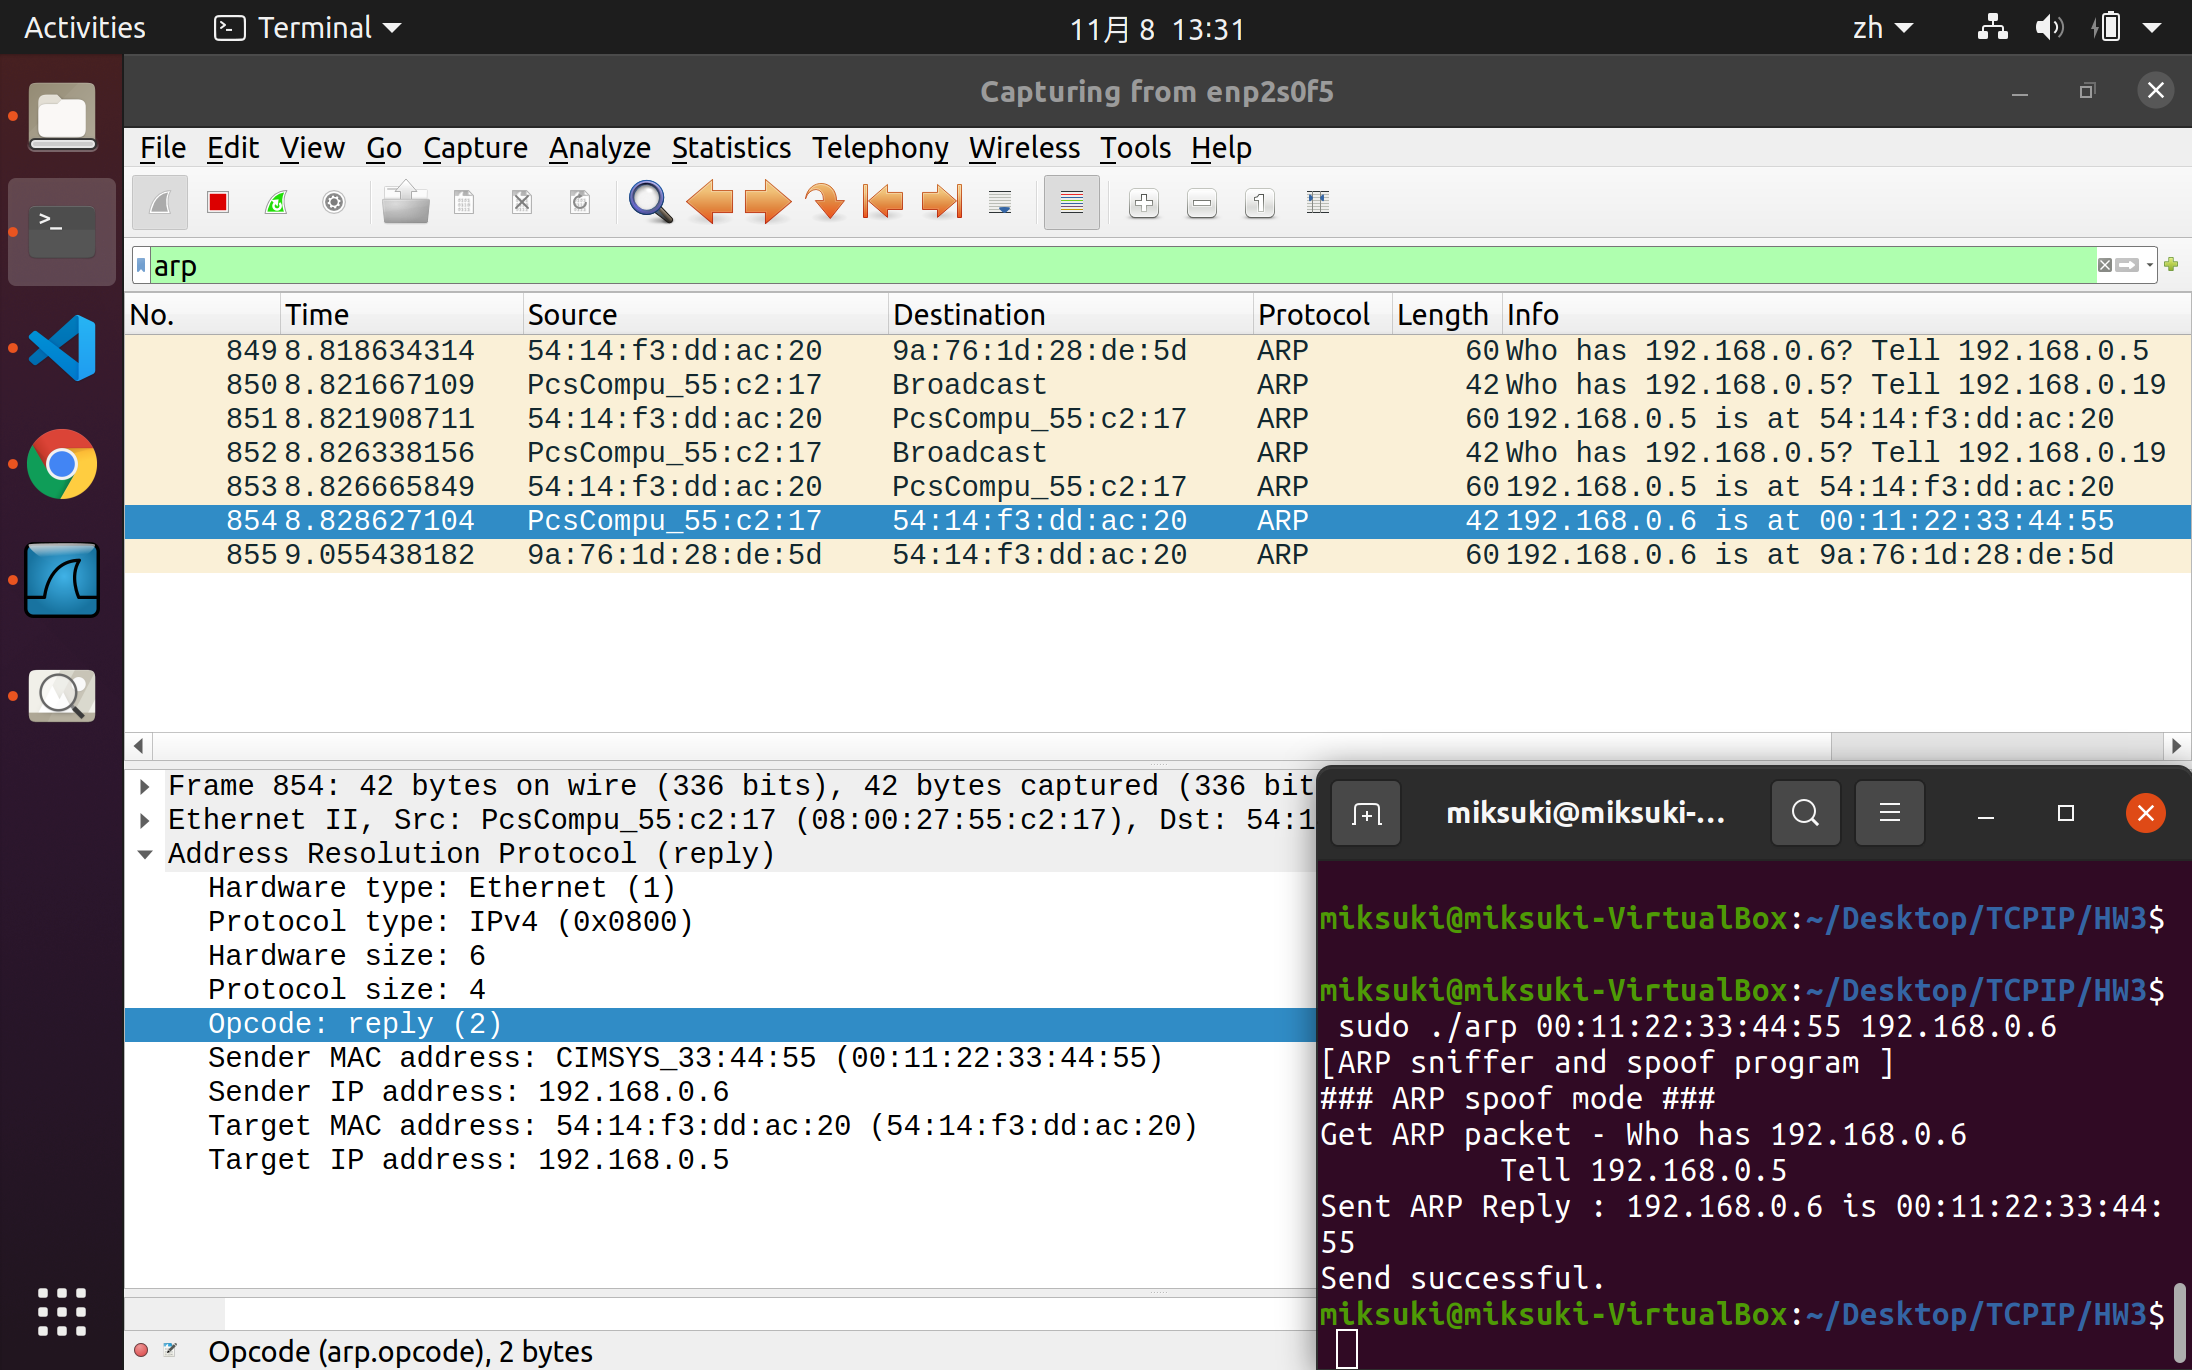 Activities Terminal 11月 8 13:31 zh
Capturing from enp2s0f5
File Edit View Go Capture Analyze Statistics Telephony Wireless Tools Help
arp
No. Time Source Destination Protocol Length Info
849 8.818634314 54:14:f3:dd:ac:20 9a:76:1d:28:de:5d ARP 60 Who has 192.168.0.6? Tell 192.168.0.5
850 8.821667109 PcsCompu_55:c2:17 Broadcast ARP 42 Who has 192.168.0.5? Tell 192.168.0.19
851 8.821908711 54:14:f3:dd:ac:20 PcsCompu_55:c2:17 ARP 60 192.168.0.5 is at 54:14:f3:dd:ac:20
852 8.826338156 PcsCompu_55:c2:17 Broadcast ARP 42 Who has 192.168.0.5? Tell 192.168.0.19
853 8.826665849 54:14:f3:dd:ac:20 PcsCompu_55:c2:17 ARP 60 192.168.0.5 is at 54:14:f3:dd:ac:20
854 8.828627104 PcsCompu_55:c2:17 54:14:f3:dd:ac:20 ARP 42 192.168.0.6 is at 00:11:22:33:44:55
855 9.055438182 9a:76:1d:28:de:5d 54:14:f3:dd:ac:20 ARP 60 192.168.0.6 is at 9a:76:1d:28:de:5d
Frame 854: 42 bytes on wire (336 bits), 42 bytes captured (336 bit
Ethernet II, Src: PcsCompu_55:c2:17 (08:00:27:55:c2:17), Dst: 54:1
Address Resolution Protocol (reply)
Hardware type: Ethernet (1)
Protocol type: IPv4 (0x0800)
Hardware size: 6
Protocol size: 4
Opcode: reply (2)
Sender MAC address: CIMSYS_33:44:55 (00:11:22:33:44:55)
Sender IP address: 192.168.0.6
Target MAC address: 54:14:f3:dd:ac:20 (54:14:f3:dd:ac:20)
Target IP address: 192.168.0.5
Opcode (arp.opcode), 2 bytes
miksuki@miksuki-...
miksuki@miksuki-VirtualBox:~/Desktop/TCPIP/HW3$
miksuki@miksuki-VirtualBox:~/Desktop/TCPIP/HW3$
sudo ./arp 00:11:22:33:44:55 192.168.0.6
[ARP sniffer and spoof program ]
### ARP spoof mode ###
Get ARP packet - Who has 192.168.0.6
Tell 192.168.0.5
Sent ARP Reply : 192.168.0.6 is 00:11:22:33:44:
55
Send successful.
miksuki@miksuki-VirtualBox:~/Desktop/TCPIP/HW3$